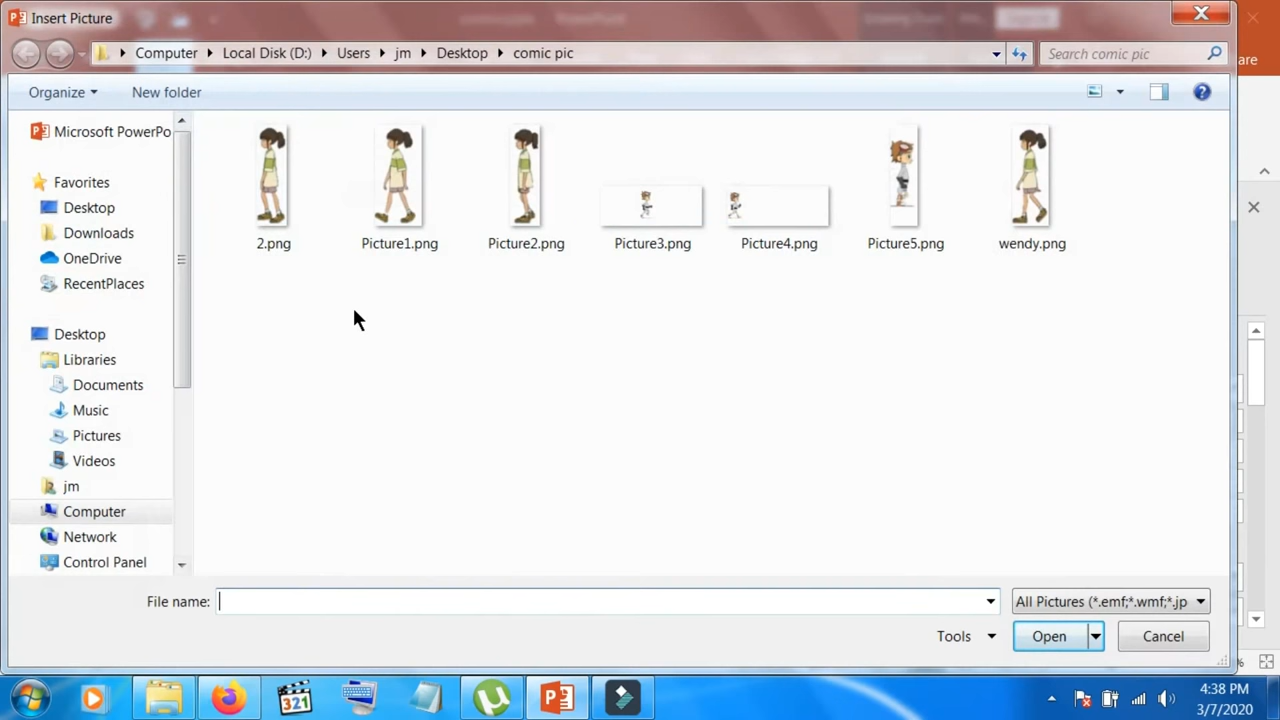 Insert Picture
Computer Local Disk (D:) Users jm Desktop comic pic
Search comic pic
are
Organize
New folder
Microsoft PowerPo
Favorites
Desktop
Downloads
OneDrive
RecentPlaces
Desktop
Libraries
Documents
Music
Pictures
Videos
jm
Computer
Network
Control Panel
2.png
Picture1.png
Picture2.png
Picture3.png
Picture4.png
Picture5.png
wendy.png
File name:
All Pictures (*.emf;*.wmf;*.jp
Tools
Open
Cancel
%
321
4:38 PM
3/7/2020